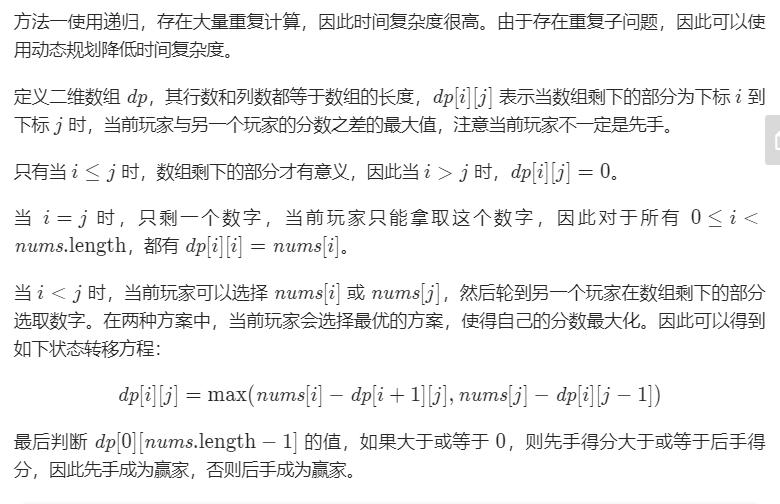 方法一使用递归，存在大量重复计算，因此时间复杂度很高。由于存在重复子问题，因此可以使
用动态规划降低时间复杂度。
定义二维数组 dp，其行数和列数都等于数组的长度，dp[i][j] 表示当数组剩下的部分为下标 i 到
下标 j 时，当前玩家与另一个玩家的分数之差的最大值，注意当前玩家不一定是先手。
只有当 i ≤ j 时，数组剩下的部分才有意义，因此当 i > j 时，dp[i][j] = 0。
当 i = j 时，只剩一个数字，当前玩家只能拿取这个数字，因此对于所有 0 ≤ i <
nums.length，都有 dp[i][i] = nums[i]。
当 i < j 时，当前玩家可以选择 nums[i] 或 nums[j]，然后轮到另一个玩家在数组剩下的部分
选取数字。在两种方案中，当前玩家会选择最优的方案，使得自己的分数最大化。因此可以得到
如下状态转移方程：
dp[i][j] = max(nums[i] − dp[i + 1][j], nums[j] − dp[i][j − 1])
最后判断 dp[0][nums.length − 1] 的值，如果大于或等于 0，则先手得分大于或等于后手得
分，因此先手成为赢家，否则后手成为赢家。